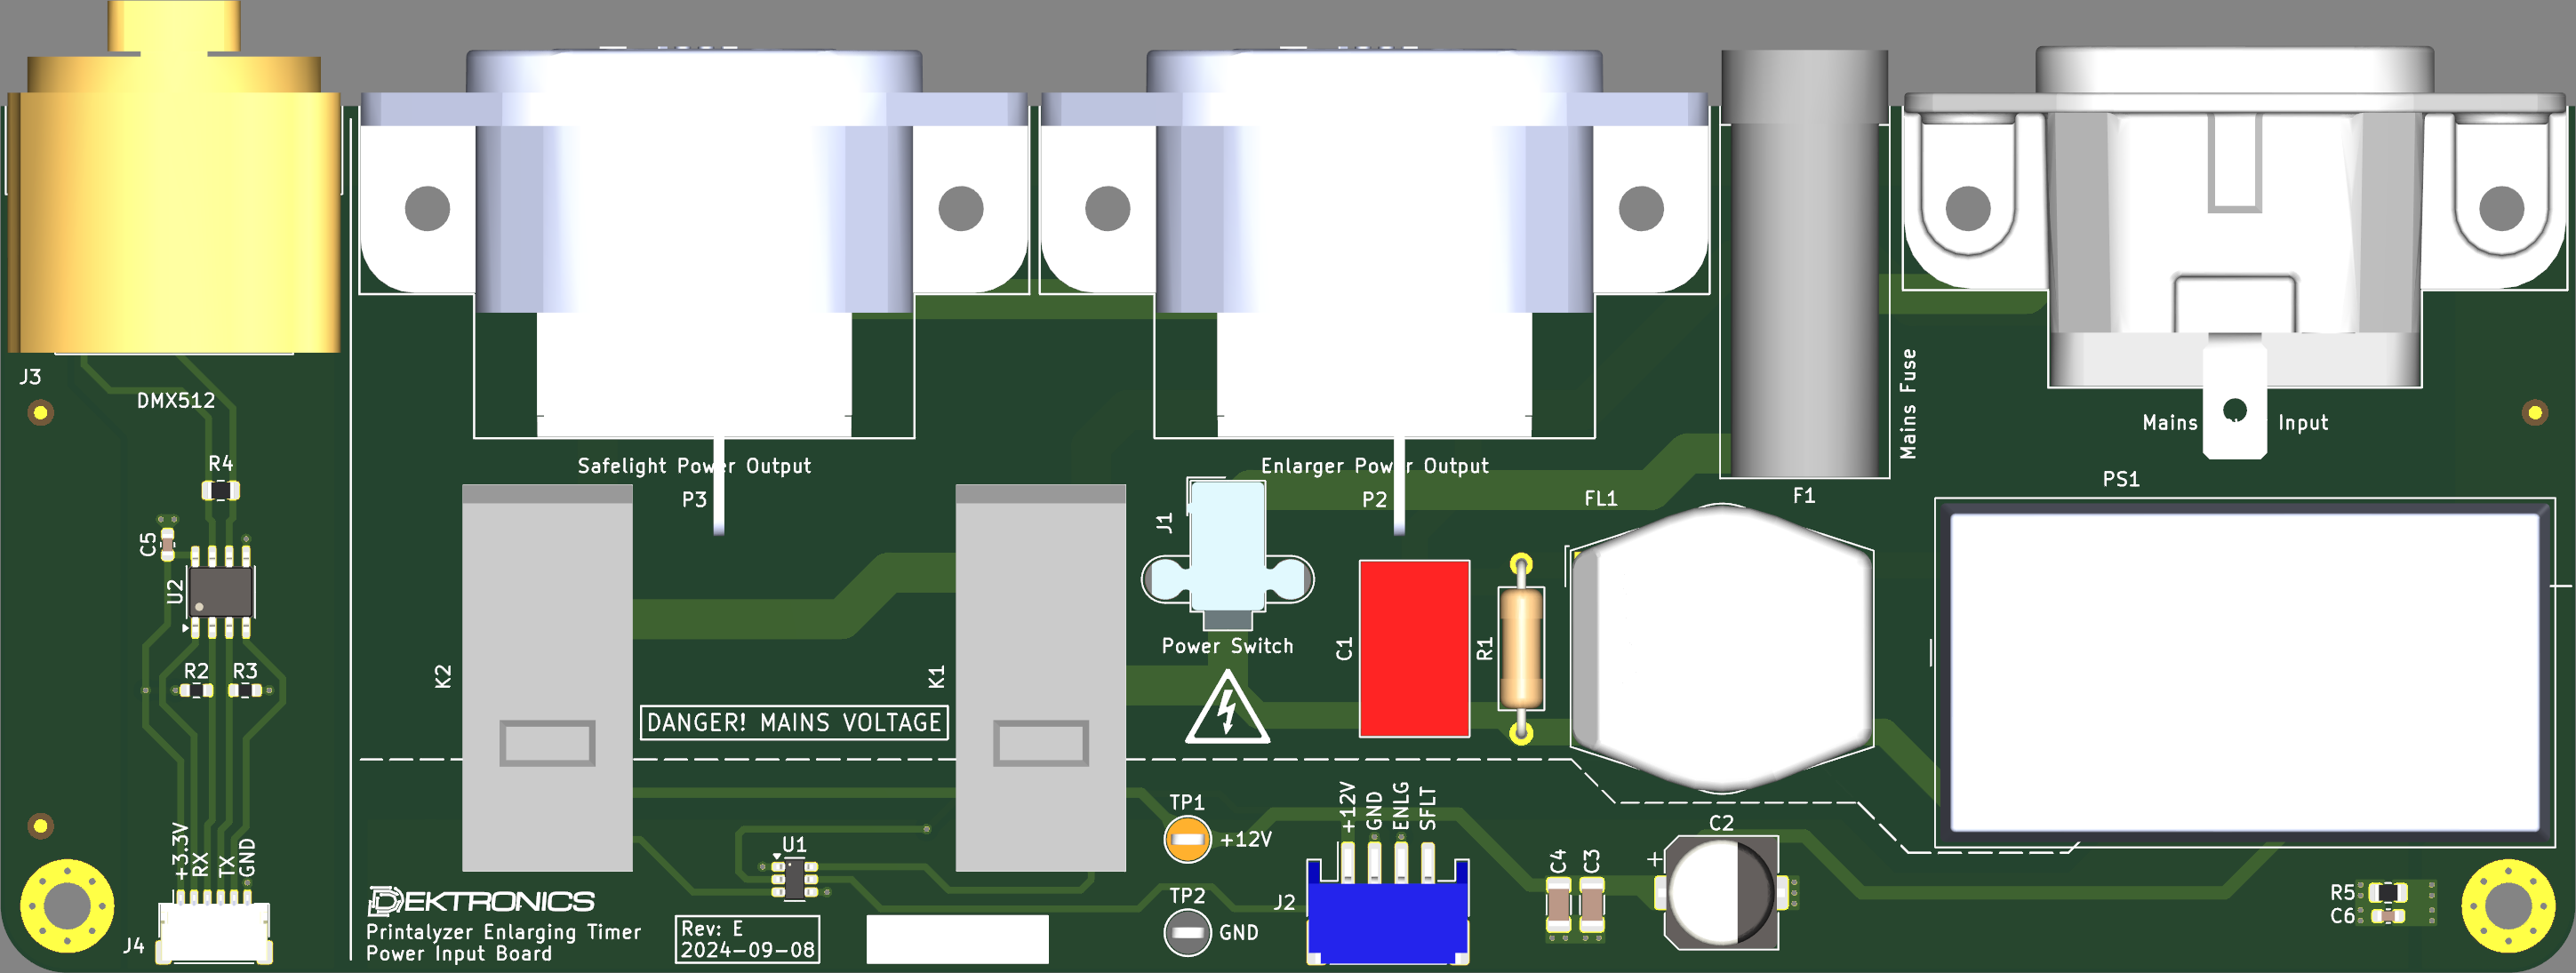 J3
DMX512
R4
C5
U2
R2
R3
+3.3V
RX
TX
GND
J4
Safelight Power Output
P3
Enlarger Power Output
P2
Mains Fuse
F1
Mains
Input
PS1
FL1
J1
Power Switch
C1
R1
K2
K1
DANGER! MAINS VOLTAGE
U1
TP1
+12V
TP2
GND
+12V
GND
ENLG
SFLT
J2
C4
C3
C2
+
R5
C6
DEKTRONICS
Printalyzer Enlarging Timer
Power Input Board
Rev: E
2024-09-08